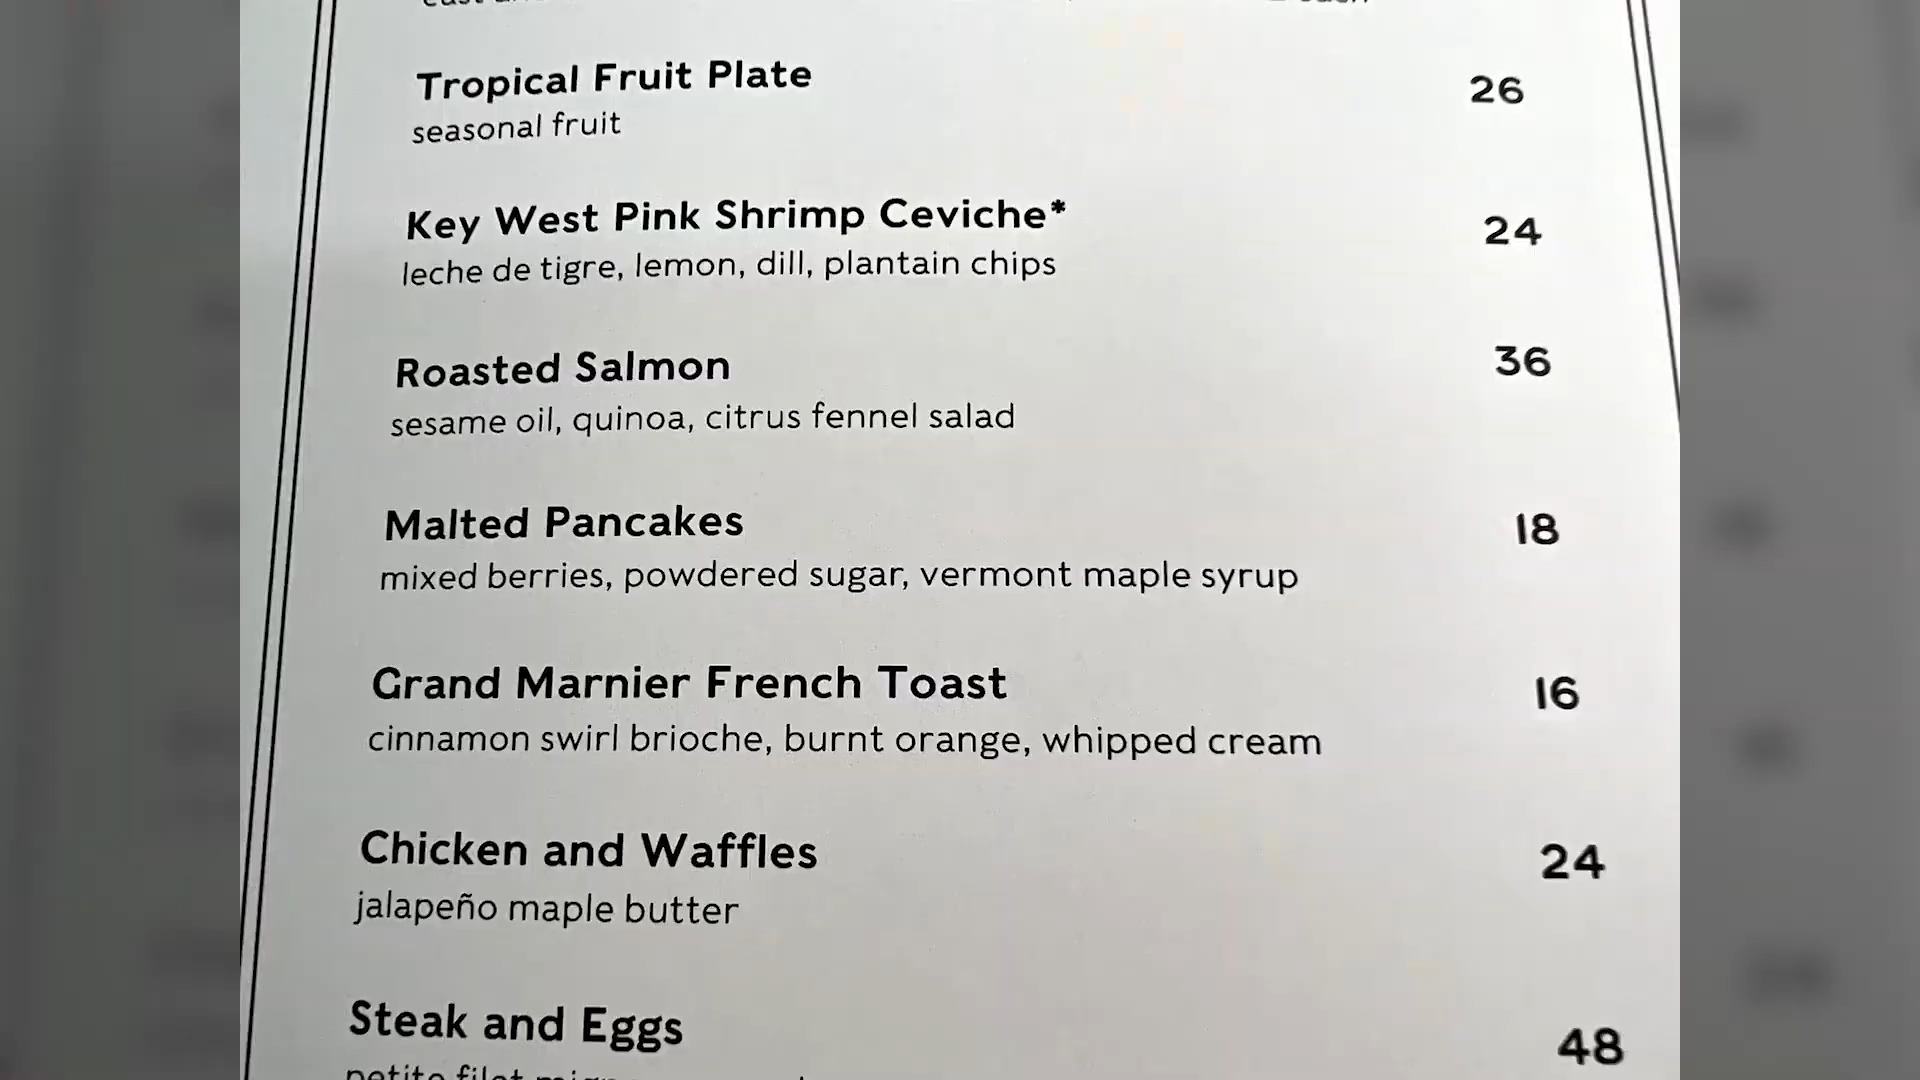 Tropical Fruit Plate 26
seasonal fruit
Key West Pink Shrimp Ceviche* 24
leche de tigre, lemon, dill, plantain chips
Roasted Salmon 36
sesame oil, quinoa, citrus fennel salad
Malted Pancakes 18
mixed berries, powdered sugar, vermont maple syrup
Grand Marnier French Toast 16
cinnamon swirl brioche, burnt orange, whipped cream
Chicken and Waffles 24
jalapeño maple butter
Steak and Eggs 48
petite filet